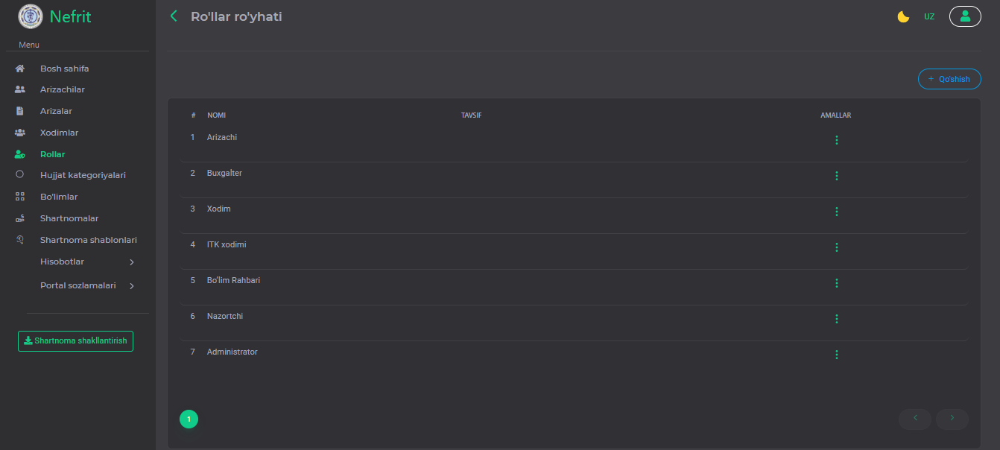 Nefrit
Menu
Bosh sahifa
Arizachilar
Arizalar
Xodimlar
Rollar
Hujjat kategoriyalari
Bo'limlar
Shartnomalar
Shartnoma shablonlari
Hisobotlar
Portal sozlamalari
Shartnoma shakllantirish
Ro'llar ro'yhati
UZ
+ Qo'shish
# NOMI TAVSIF AMALLAR
1 Arizachi
2 Buxgalter
3 Xodim
4 ITK xodimi
5 Bo'lim Rahbari
6 Nazortchi
7 Administrator
1